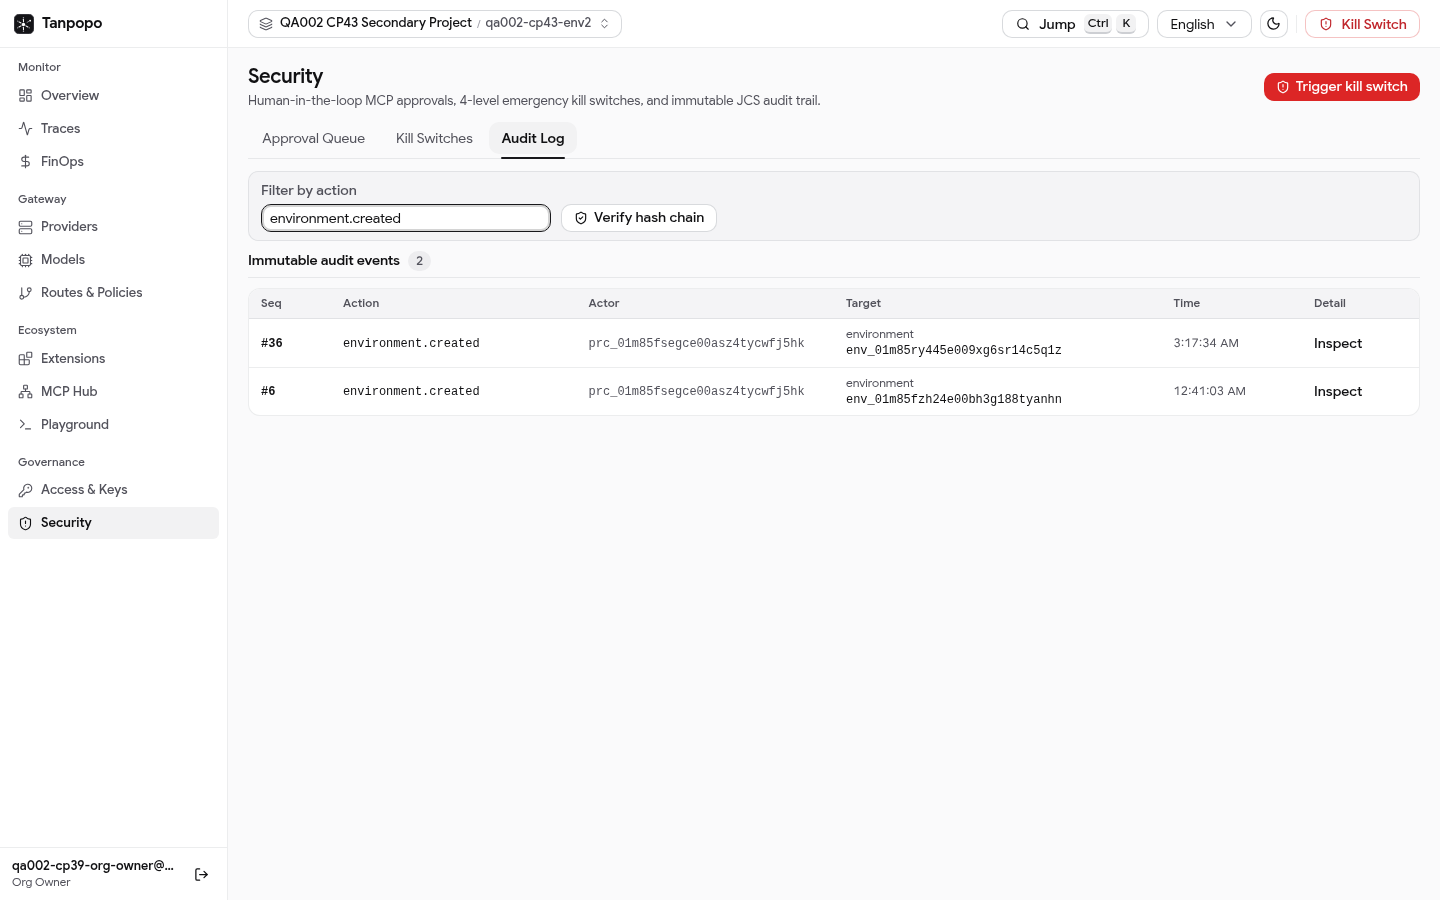 Tanpopo
QA002 CP43 Secondary Project / qa002-cp43-env2
Jump Ctrl K
English
Kill Switch
Monitor
Overview
Traces
FinOps
Gateway
Providers
Models
Routes & Policies
Ecosystem
Extensions
MCP Hub
Playground
Governance
Access & Keys
Security
qa002-cp39-org-owner@...
Org Owner
Security
Human-in-the-loop MCP approvals, 4-level emergency kill switches, and immutable JCS audit trail.
Trigger kill switch
Approval Queue Kill Switches Audit Log
Filter by action
environment.created
Verify hash chain
Immutable audit events 2
Seq Action Actor Target Time Detail
#36 environment.created prc_01m85fsegce00asz4tycwfj5hk environment 3:17:34 AM Inspect
env_01m85ry445e009xg6sr14c5q1z
#6 environment.created prc_01m85fsegce00asz4tycwfj5hk environment 12:41:03 AM Inspect
env_01m85fzh24e00bh3g188tyanhn